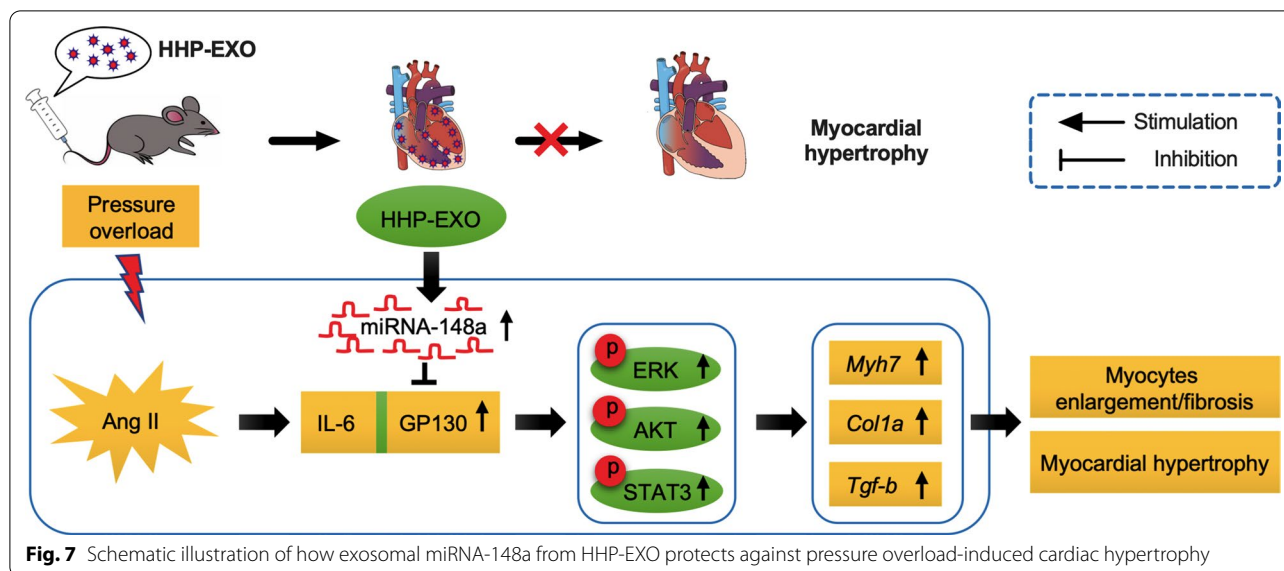 HHP-EXO
Myocardial
hypertrophy
Stimulation
Inhibition
Pressure
overload
HHP-EXO
miRNA-148a
Ang II
IL-6
GP130
p
ERK
p
AKT
p
STAT3
Myh7
Col1a
Tgf-b
Myocytes
enlargement/fibrosis
Myocardial hypertrophy
Fig. 7 Schematic illustration of how exosomal miRNA-148a from HHP-EXO protects against pressure overload-induced cardiac hypertrophy